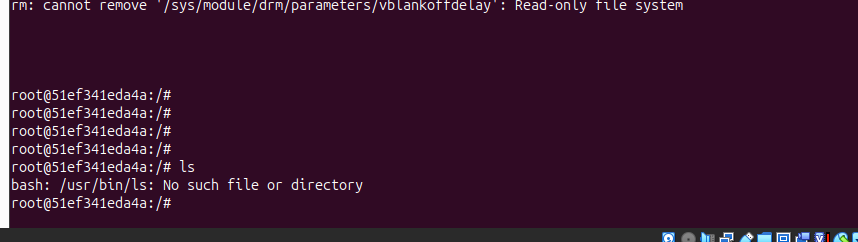 rm: cannot remove '/sys/module/drm/parameters/vblankoffdelay': Read-only file system
root@51ef341eda4a:/#
root@51ef341eda4a:/#
root@51ef341eda4a:/#
root@51ef341eda4a:/#
root@51ef341eda4a:/# ls
bash: /usr/bin/ls: No such file or directory
root@51ef341eda4a:/#